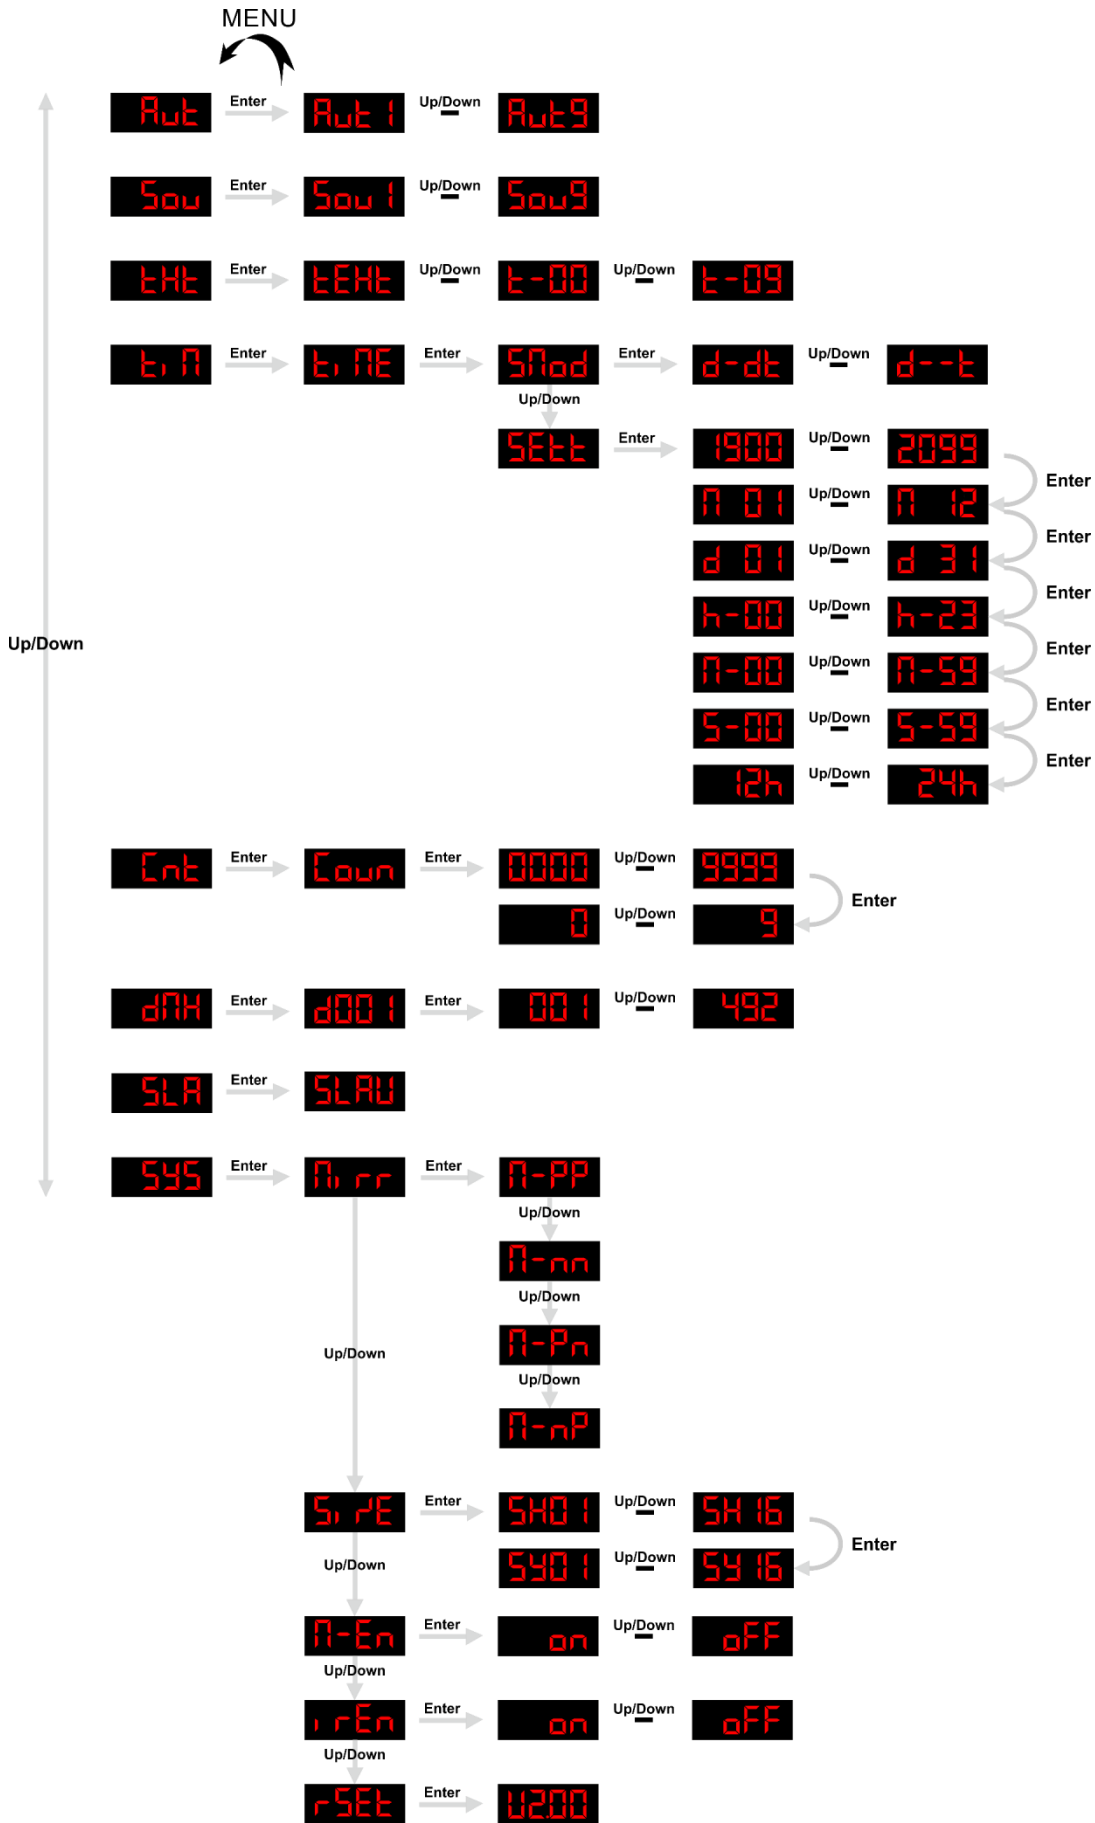 MENU
Aut Enter Aut1 Up/Down Aut9
Sou Enter Sou1 Up/Down Sou9
tHt Enter tEHt Up/Down t-00 Up/Down t-09
tiM Enter tiME Enter SMod Enter d-dt Up/Down d--t
Up/Down
SEtt Enter 1900 Up/Down 2099
Enter
M 01 Up/Down M 12
Enter
d 01 Up/Down d 31
Enter
h-00 Up/Down h-23
Up/Down
Enter
M-00 Up/Down M-59
Enter
S-00 Up/Down S-59
Enter
12h Up/Down 24h
Cnt Enter Coun Enter 0000 Up/Down 9999
Enter
0 Up/Down 9
dMH Enter d001 Enter 001 Up/Down 492
SLA Enter SLAU
SYS Enter Mirr Enter M-PP
Up/Down
M-nn
Up/Down
M-Pn
Up/Down
Up/Down
M-nP
Enter SH01 Up/Down SH16
Enter
Up/Down
SY01 Up/Down SY16
M-En Enter on Up/Down oFF
Up/Down
irEn Enter on Up/Down oFF
Up/Down
rSEt Enter U2.00